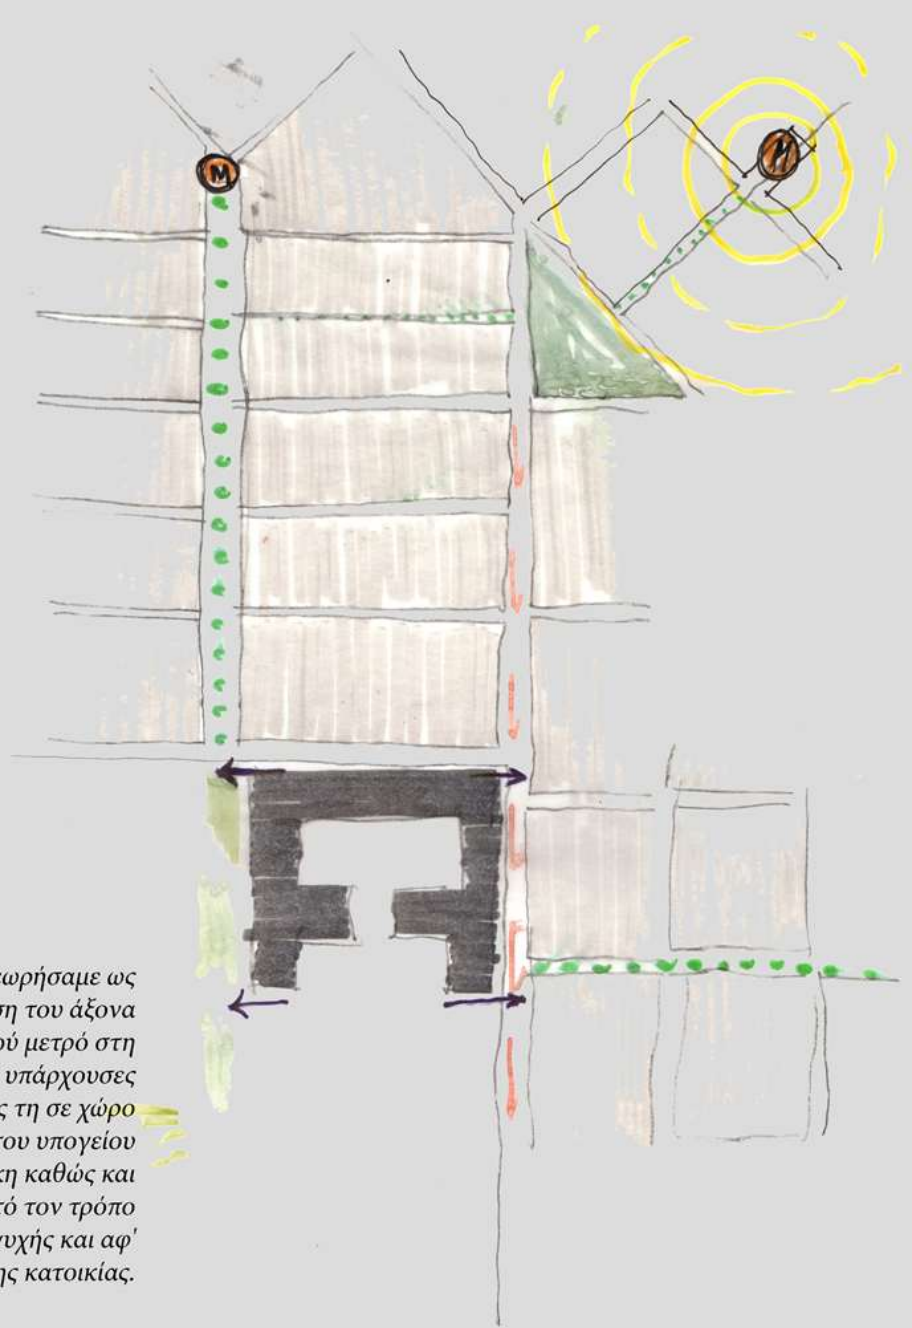 M
M
ωρήσαμε ως
ση του άξονα
ού μετρό στη
υπάρχουσες
ς τη σε χώρο
του υπογείου
κη καθώς και
τό τον τρόπο
υχής και αφ'
ης κατοικίας.